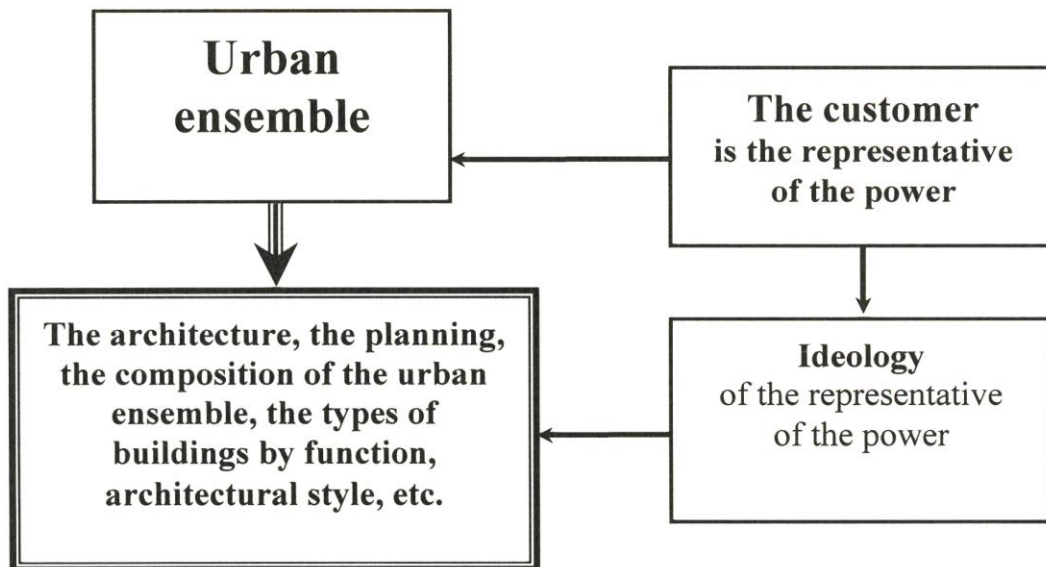 Urban
ensemble
The customer
is the representative
of the power
The architecture, the planning,
the composition of the urban
ensemble, the types of
buildings by function,
architectural style, etc.
Ideology
of the representative
of the power